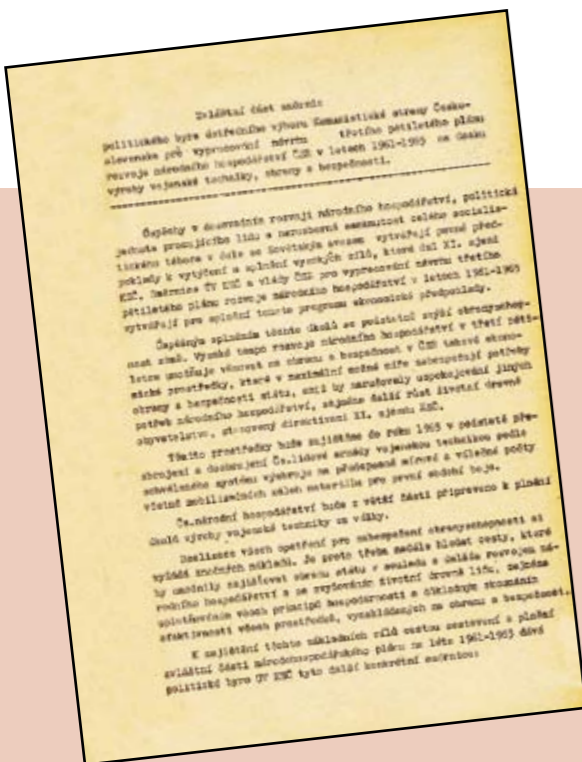 Zvláštní část směrnic
politického byra ústředního výboru Komunistické strany Česko-
slovenska pro vypracování návrhu třetího pětiletého plánu
rozvoje národního hospodářství ČSR v letech 1961-1965 na úseku
výroby vojenské techniky, obrany a bezpečnosti.
Úspěchy v dosavadním rozvoji národního hospodářství, politická
jednota pracujícího lidu a nerozborná semknutost celého socialis-
tického tábora v čele se Sovětským svazem vytvářejí pevné před-
poklady k vytýčení a splnění vysokých cílů, které dal XI. sjezd
KSČ. Směrnice ÚV KSČ a vlády ČSR pro vypracování návrhu třetího
pětiletého plánu rozvoje národního hospodářství v letech 1961-1965
vytvářejí pro splnění tohoto programu ekonomické předpoklady.
Úspěšným splněním těchto úkolů se podstatně zvýší obranyschop-
nost země. Vysoké tempo rozvoje národního hospodářství v třetí pěti-
letce umožňuje věnovat na obranu a bezpečnost v ČSR takové ekono-
mické prostředky, které v maximální možné míře zabezpečují potřeby
obrany a bezpečnosti státu, aniž by narušovaly uspokojování jiných
potřeb národního hospodářství, zejména další růst životní úrovně
obyvatelstva, stanovený directivami XI. sjezdu KSČ.
Těmito prostředky bude zajištěno do roku 1965 v podstatě pře-
zbrojení a dozbrojení Čs.lidové armády vojenskou technikou podle
schváleného systému výzbroje na předepsané mírové a válečné počty
včetně mobilizačních záloh materiálu pro první období boje.
Čs.národní hospodářství bude z větší části připraveno k plnění
úkolů výroby vojenské techniky za války.
Realizace všech opatření pro zabezpečení obranyschopnosti si
vyžádá značných nákladů. Je proto třeba nadále hledat cesty, které
by umožnily zajišťovat obranu státu v souladu s dalším rozvojem ná-
rodního hospodářství a se zvyšováním životní úrovně lidu, zejména
uplatňováním všech principů hospodárnosti a důkladným zkoumáním
efektivnosti všech prostředků, vynakládaných na obranu a bezpečnost.
K zajištění těchto základních cílů cestou sestavení a plnění
zvláštní části národohospodářského plánu na léta 1961-1965 dává
politické byro ÚV KSČ tyto další konkrétní směrnice: